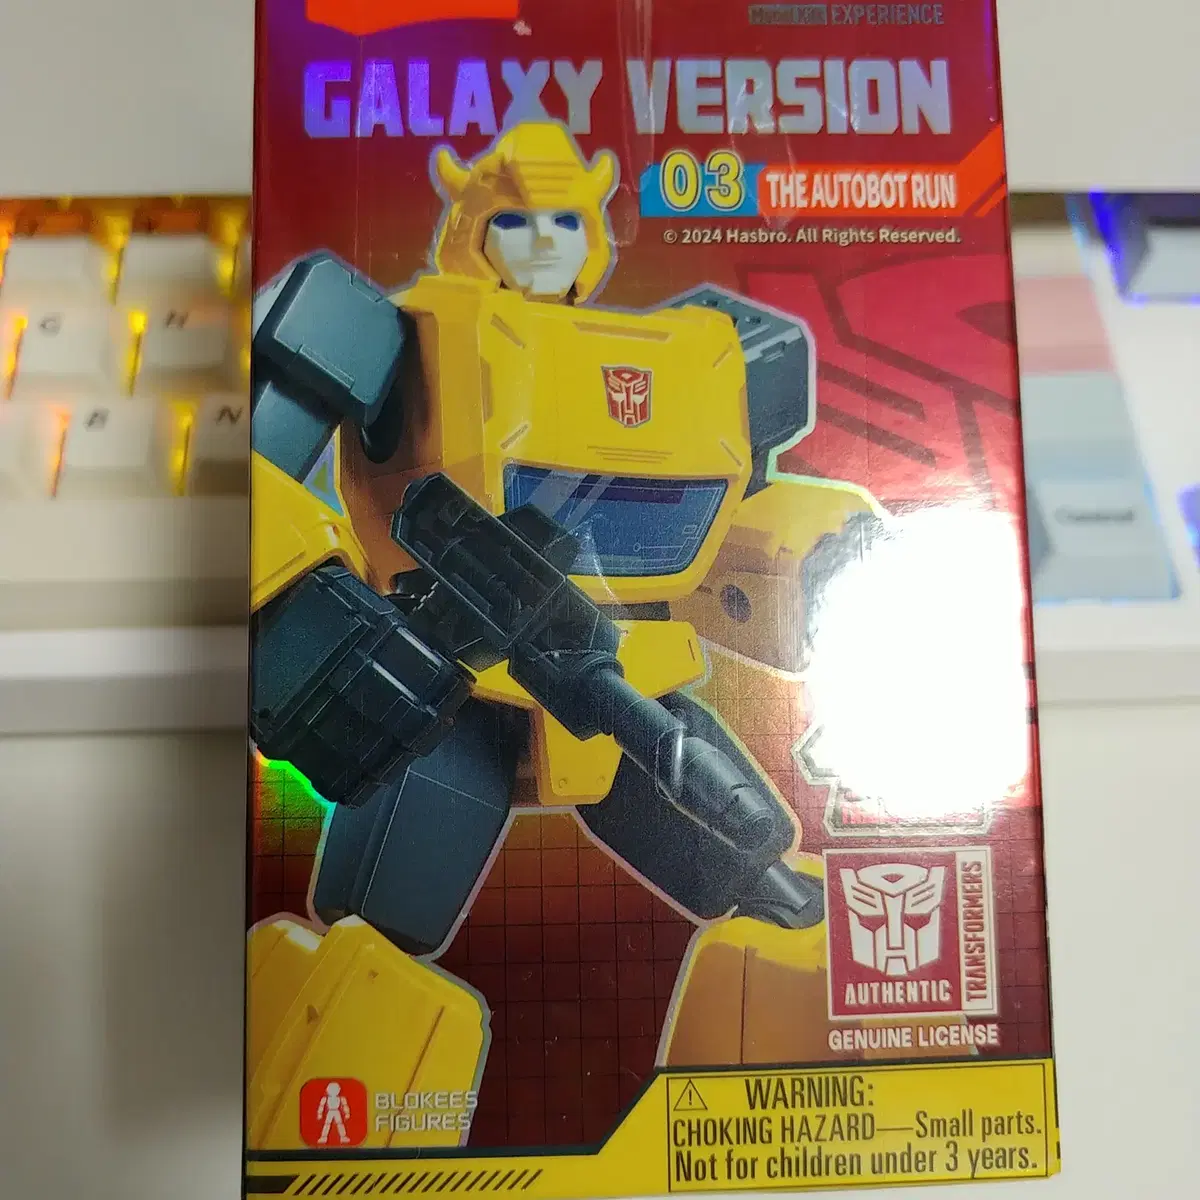 EXPERIENCE
GALAXY VERSION
03
THE AUTOBOT RUN
© 2024 Hasbro. All Rights Reserved.
G
H
B
N
AUTHENTIC
TRANSFORMERS
GENUINE LICENSE
BLOKEES
FIGURES
WARNING:
CHOKING HAZARD—Small parts.
Not for children under 3 years.